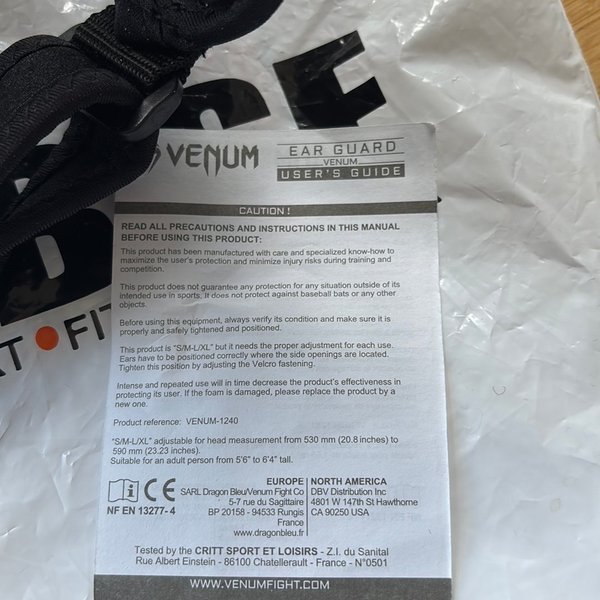 VENUM
EAR GUARD
VENUM
USER'S GUIDE
CAUTION !
READ ALL PRECAUTIONS AND INSTRUCTIONS IN THIS MANUAL
BEFORE USING THIS PRODUCT:
This product has been manufactured with care and specialized know-how to
maximize the user's protection and minimize injury risks during training and
competition.
This product does not guarantee any protection for any situation outside of its
intended use in sports. It does not protect against baseball bats or any other
objects.
Before using this equipment, always verify its condition and make sure it is
properly and safely tightened and positioned.
This product is "S/M-L/XL" but it needs the proper adjustment for each use.
Ears have to be positioned correctly where the side openings are located.
Tighten this position by adjusting the Velcro fastening.
Intense and repeated use will in time decrease the product's effectiveness in
protecting its user. If the foam is damaged, please replace the product by a
new one.
Product reference: VENUM-1240
"S/M-L/XL" adjustable for head measurement from 530 mm (20.8 inches) to
590 mm (23.23 inches).
Suitable for an adult person from 5'6" to 6'4" tall.
i CE
NF EN 13277- 4
EUROPE
SARL Dragon Bleu/Venum Fight Co
5-7 rue du Sagittaire
BP 20158 - 94533 Rungis
France
www.dragonbleu.fr
NORTH AMERICA
DBV Distribution Inc
4801 W 147th St Hawthorne
CA 90250 USA
Tested by the CRITT SPORT ET LOISIRS - Z.I. du Sanital
Rue Albert Einstein - 86100 Chatellerault - France - N°0501
WWW.VENUMFIGHT.COM